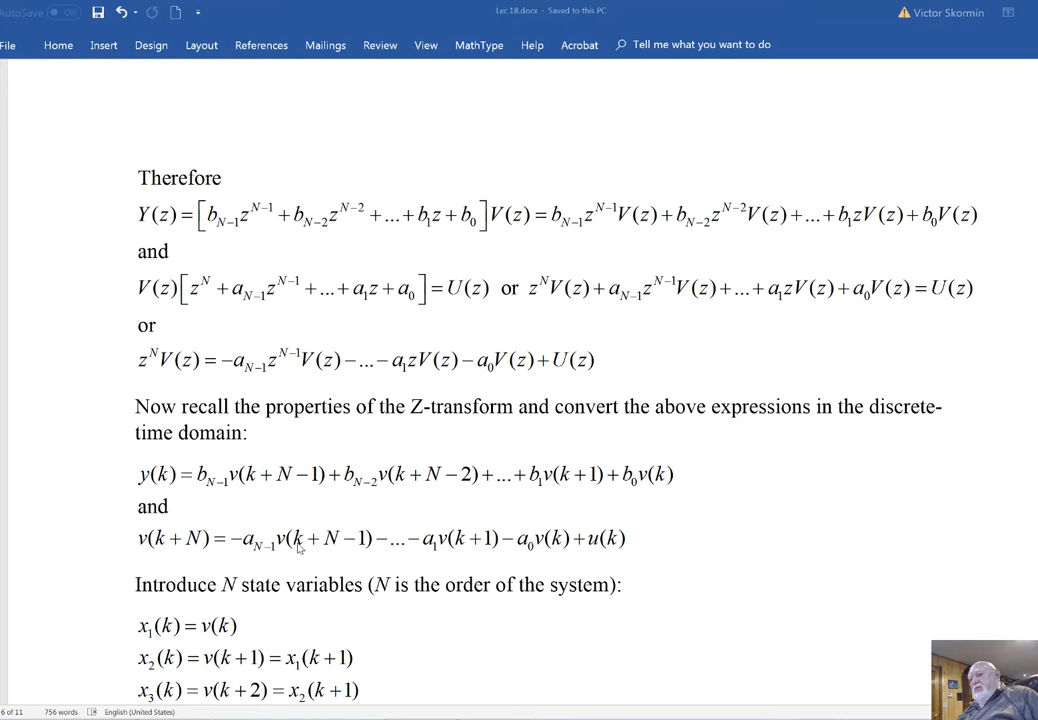 AutoSave Off Lec 18.docx - Saved to this PC Victor Skormin
File Home Insert Design Layout References Mailings Review View MathType Help Acrobat Tell me what you want to do
Therefore
Y(z) = [b_{N-1}z^{N-1} + b_{N-2}z^{N-2} + ... + b_1z + b_0]V(z) = b_{N-1}z^{N-1}V(z) + b_{N-2}z^{N-2}V(z) + ... + b_1zV(z) + b_0V(z)
and
V(z)[z^N + a_{N-1}z^{N-1} + ... + a_1z + a_0] = U(z) or z^NV(z) + a_{N-1}z^{N-1}V(z) + ... + a_1zV(z) + a_0V(z) = U(z)
or
z^NV(z) = -a_{N-1}z^{N-1}V(z) - ... - a_1zV(z) - a_0V(z) + U(z)
Now recall the properties of the Z-transform and convert the above expressions in the discrete-
time domain:
y(k) = b_{N-1}v(k + N - 1) + b_{N-2}v(k + N - 2) + ... + b_1v(k + 1) + b_0v(k)
and
v(k + N) = -a_{N-1}v(k + N - 1) - ... - a_1v(k + 1) - a_0v(k) + u(k)
Introduce N state variables (N is the order of the system):
x_1(k) = v(k)
x_2(k) = v(k + 1) = x_1(k + 1)
x_3(k) = v(k + 2) = x_2(k + 1)
6 of 11 756 words English (United States)